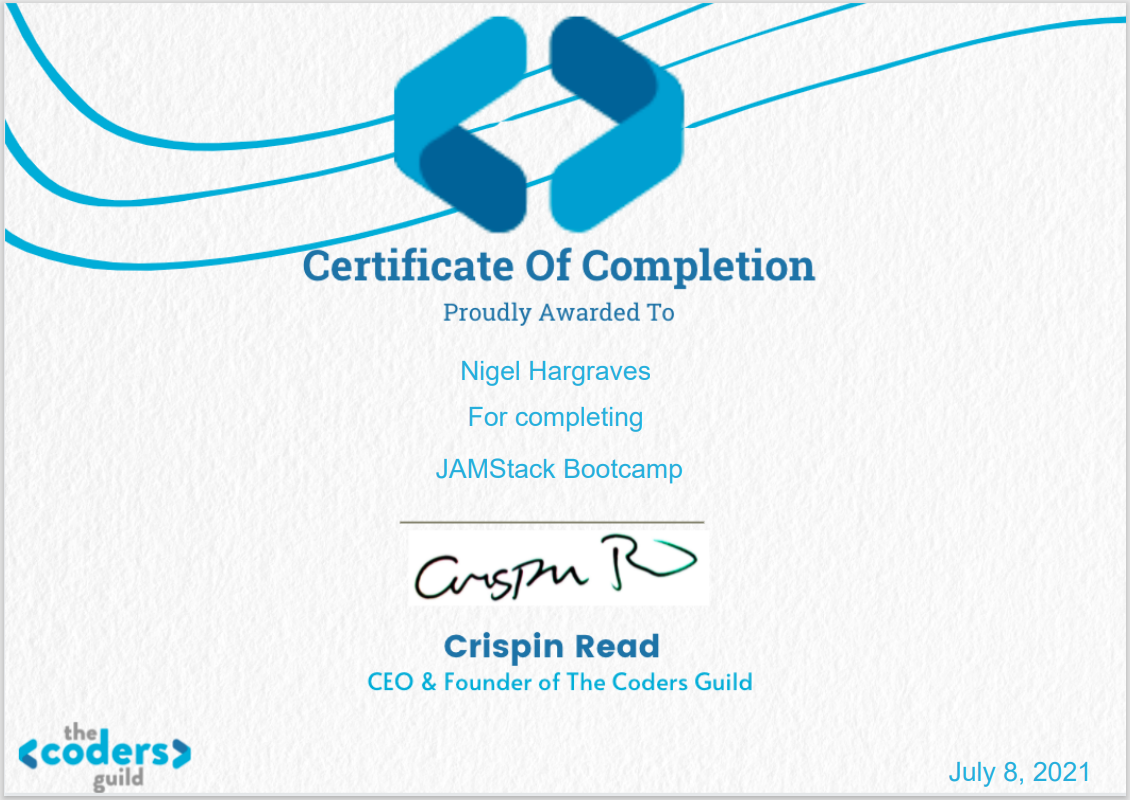 Certificate Of Completion
Proudly Awarded To
Nigel Hargraves
For completing
JAMStack Bootcamp
Crispin R
Crispin Read
CEO & Founder of The Coders Guild
the
<coders>
guild
July 8, 2021